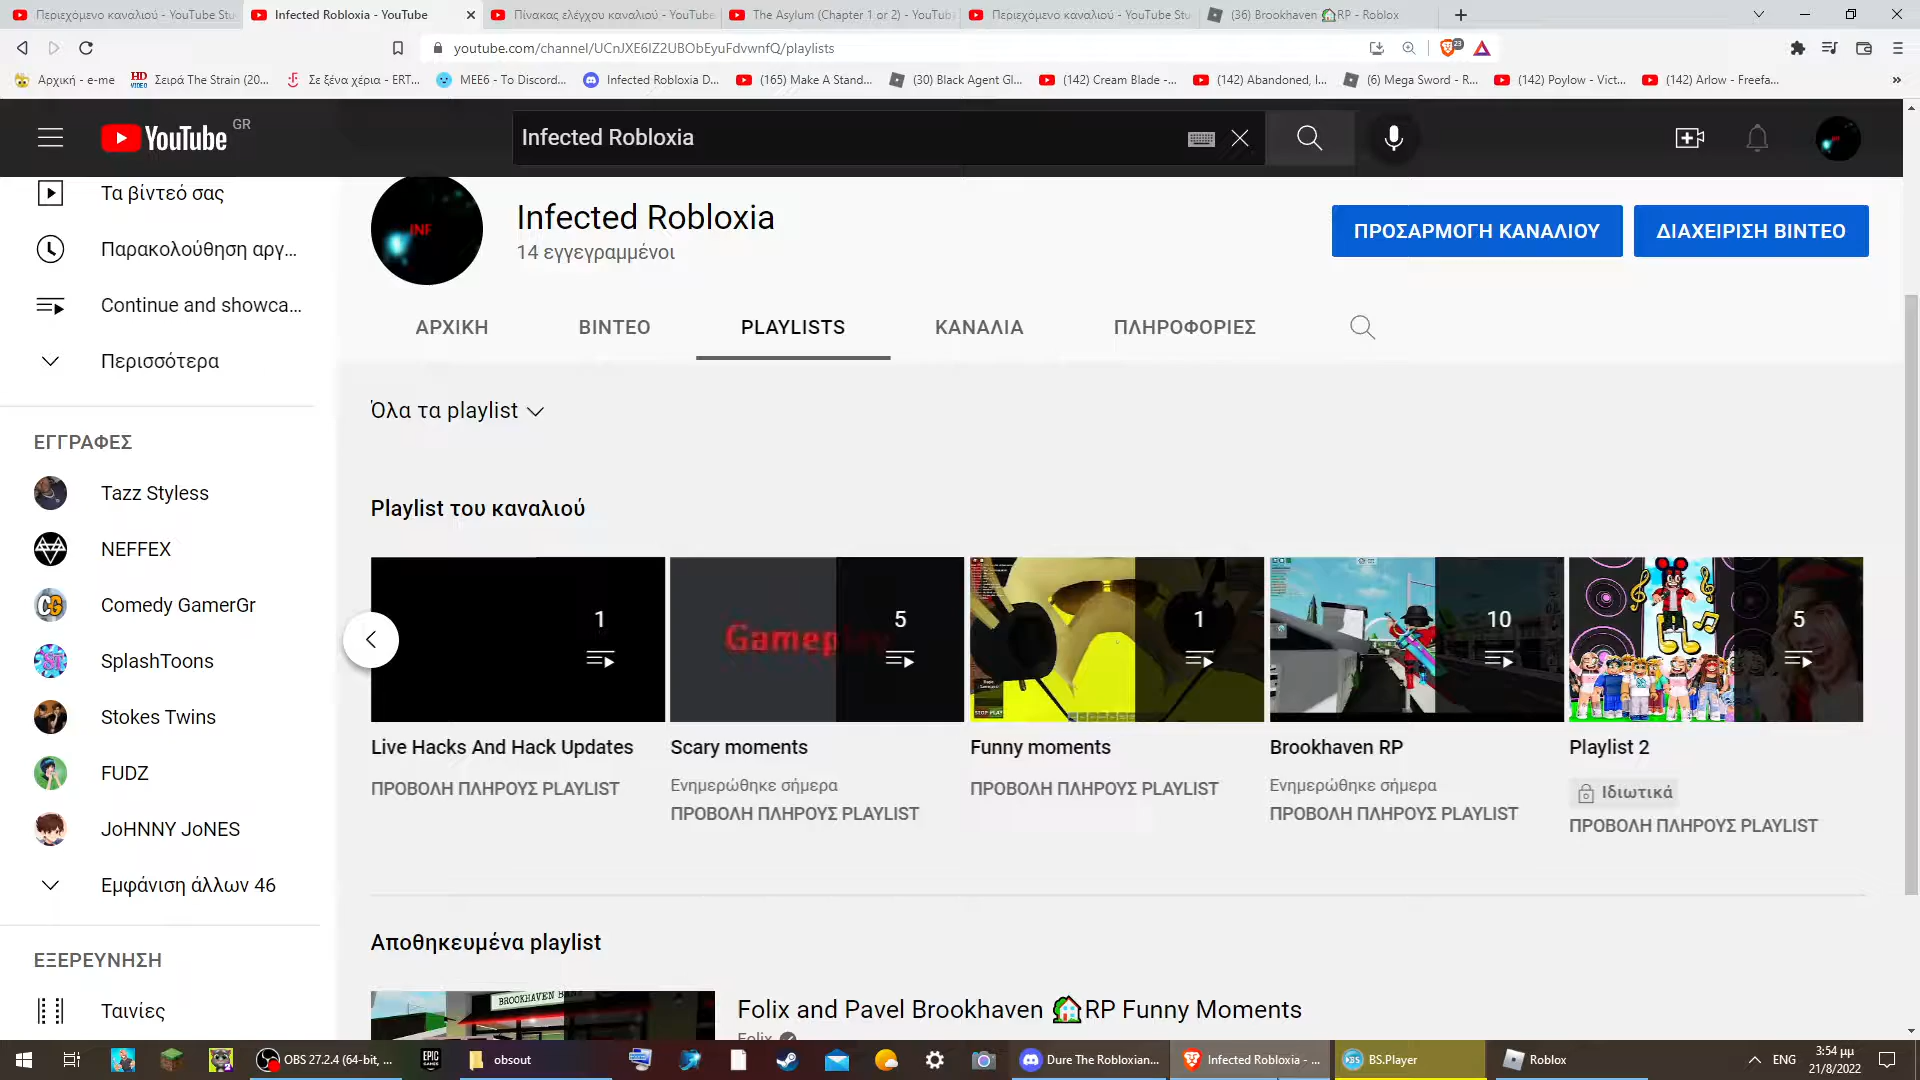 Περιεχόμενο καναλιού - YouTube Stu
Infected Robloxia - YouTube
Πίνακας ελέγχου καναλιού - YouTube
The Asylum (Chapter 1 or 2) - YouTub
Περιεχόμενο καναλιού - YouTube Stu
(36) Brookhaven 🏠RP - Roblox
youtube.com/channel/UCnJXE6IZ2UBObEyuFdvwnfQ/playlists
23
Αρχική - e-me
HD VIDEO
Σειρά The Strain (20...
Σε ξένα χέρια - ERT...
MEE6 - To Discord...
Infected Robloxia D...
(165) Make A Stand...
(30) Black Agent Gl...
(142) Cream Blade -...
(142) Abandoned, I...
(6) Mega Sword - R...
(142) Poylow - Vict...
(142) Arlow - Freefa...
YouTube GR
Infected Robloxia
Τα βίντεό σας
Παρακολούθηση αργ...
Continue and showca...
Περισσότερα
ΕΓΓΡΑΦΕΣ
Tazz Styless
NEFFEX
Comedy GamerGr
SplashToons
Stokes Twins
FUDZ
JoHNNY JoNES
Εμφάνιση άλλων 46
ΕΞΕΡΕΥΝΗΣΗ
Ταινίες
INF
Infected Robloxia
14 εγγεγραμμένοι
ΠΡΟΣΑΡΜΟΓΗ ΚΑΝΑΛΙΟΥ
ΔΙΑΧΕΙΡΙΣΗ ΒΙΝΤΕΟ
ΑΡΧΙΚΗ
ΒΙΝΤΕΟ
PLAYLISTS
ΚΑΝΑΛΙΑ
ΠΛΗΡΟΦΟΡΙΕΣ
Όλα τα playlist
Playlist του καναλιού
1
Gameplay
5
1
10
5
Live Hacks And Hack Updates
ΠΡΟΒΟΛΗ ΠΛΗΡΟΥΣ PLAYLIST
Scary moments
Ενημερώθηκε σήμερα
ΠΡΟΒΟΛΗ ΠΛΗΡΟΥΣ PLAYLIST
Funny moments
ΠΡΟΒΟΛΗ ΠΛΗΡΟΥΣ PLAYLIST
Brookhaven RP
Ενημερώθηκε σήμερα
ΠΡΟΒΟΛΗ ΠΛΗΡΟΥΣ PLAYLIST
Playlist 2
Ιδιωτικά
ΠΡΟΒΟΛΗ ΠΛΗΡΟΥΣ PLAYLIST
Αποθηκευμένα playlist
BROOKHAVEN BANK
Folix and Pavel Brookhaven 🏠RP Funny Moments
Folix
OBS 27.2.4 (64-bit, ...
EPIC GAMES
obsout
Dure The Robloxian...
Infected Robloxia - ...
BS.Player
Roblox
ENG
3:54 μμ
21/8/2022